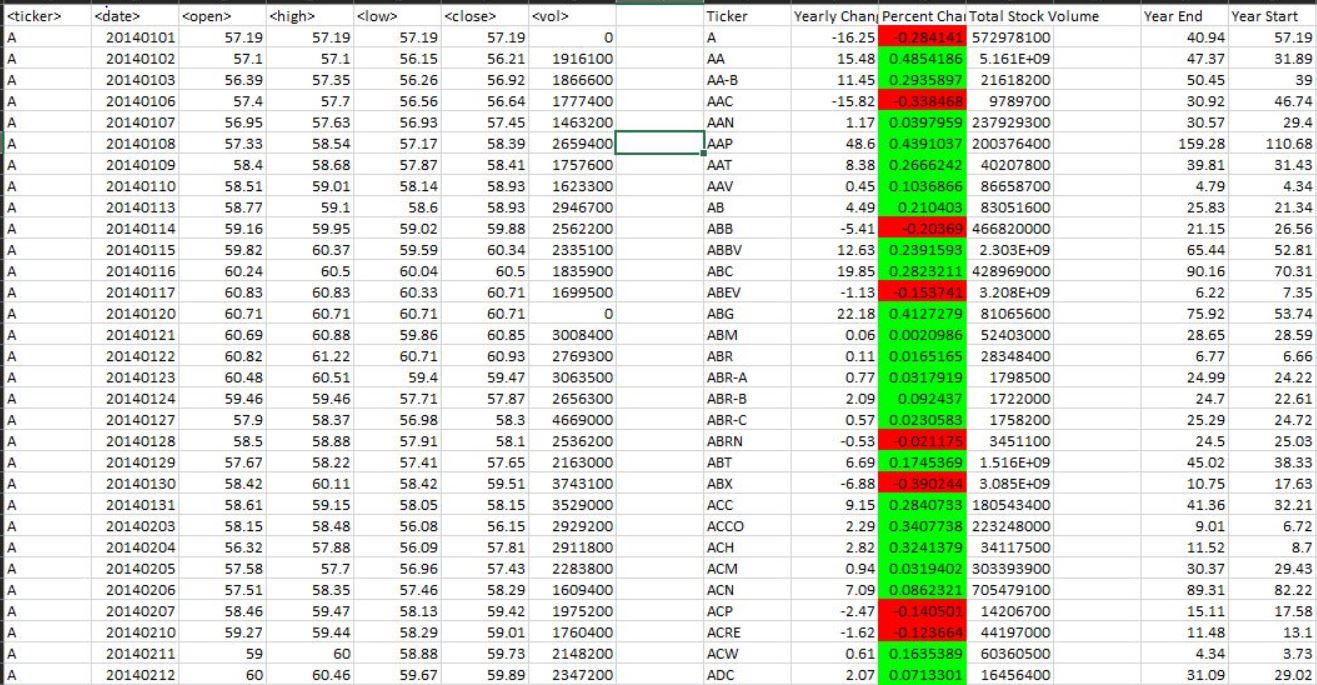 <ticker> <date> <open> <high> <low> <close> <vol> Ticker Yearly Chan Percent Chan Total Stock Volume Year End Year Start
A 20140101 57.19 57.19 57.19 57.19 0 A -16.25 -0.284141 572978100 40.94 57.19
A 20140102 57.1 57.1 56.15 56.21 1916100 AA 15.48 0.4854186 5.161E+09 47.37 31.89
A 20140103 56.39 57.35 56.26 56.92 1866600 AA-B 11.45 0.2935897 21618200 50.45 39
A 20140106 57.4 57.7 56.56 56.64 1777400 AAC -15.82 -0.338468 9789700 30.92 46.74
A 20140107 56.95 57.63 56.93 57.45 1463200 AAN 1.17 0.0397959 237929300 30.57 29.4
A 20140108 57.33 58.54 57.17 58.39 2659400 AAP 48.6 0.4391037 200376400 159.28 110.68
A 20140109 58.4 58.68 57.87 58.41 1757600 AAT 8.38 0.2666242 40207800 39.81 31.43
A 20140110 58.51 59.01 58.14 58.93 1623300 AAV 0.45 0.1036866 86658700 4.79 4.34
A 20140113 58.77 59.1 58.6 58.93 2946700 AB 4.49 0.210403 83051600 25.83 21.34
A 20140114 59.16 59.95 59.02 59.88 2562200 ABB -5.41 -0.20369 466820000 21.15 26.56
A 20140115 59.82 60.37 59.59 60.34 2335100 ABBV 12.63 0.2391593 2.303E+09 65.44 52.81
A 20140116 60.24 60.5 60.04 60.5 1835900 ABC 19.85 0.2823211 428969000 90.16 70.31
A 20140117 60.83 60.83 60.33 60.71 1699500 ABEV -1.13 -0.153741 3.208E+09 6.22 7.35
A 20140120 60.71 60.71 60.71 60.71 0 ABG 22.18 0.4127279 81065600 75.92 53.74
A 20140121 60.69 60.88 59.86 60.85 3008400 ABM 0.06 0.0020986 52403000 28.65 28.59
A 20140122 60.82 61.22 60.71 60.93 2769300 ABR 0.11 0.0165165 28348400 6.77 6.66
A 20140123 60.48 60.51 59.4 59.47 3063500 ABR-A 0.77 0.0317919 1798500 24.99 24.22
A 20140124 59.46 59.46 57.71 57.87 2656300 ABR-B 2.09 0.092437 1722000 24.7 22.61
A 20140127 57.9 58.37 56.98 58.3 4669000 ABR-C 0.57 0.0230583 1758200 25.29 24.72
A 20140128 58.5 58.88 57.91 58.1 2536200 ABRN -0.53 -0.021175 3451100 24.5 25.03
A 20140129 57.67 58.22 57.41 57.65 2163000 ABT 6.69 0.1745369 1.516E+09 45.02 38.33
A 20140130 58.42 60.11 58.42 59.51 3743100 ABX -6.88 -0.390244 3.085E+09 10.75 17.63
A 20140131 58.61 59.15 58.05 58.15 3529000 ACC 9.15 0.2840733 180543400 41.36 32.21
A 20140203 58.15 58.48 56.08 56.15 2929200 ACCO 2.29 0.3407738 223248000 9.01 6.72
A 20140204 56.32 57.88 56.09 57.81 2911800 ACH 2.82 0.3241379 34117500 11.52 8.7
A 20140205 57.58 57.7 56.96 57.43 2283800 ACM 0.94 0.0319402 303393900 30.37 29.43
A 20140206 57.51 58.35 57.46 58.29 1609400 ACN 7.09 0.0862321 705479100 89.31 82.22
A 20140207 58.46 59.47 58.13 59.42 1975200 ACP -2.47 -0.140501 14206700 15.11 17.58
A 20140210 59.27 59.44 58.29 59.01 1760400 ACRE -1.62 -0.123664 44197000 11.48 13.1
A 20140211 59 60 58.88 59.73 2148200 ACW 0.61 0.1635389 60360500 4.34 3.73
A 20140212 60 60.46 59.67 59.89 2347200 ADC 2.07 0.0713301 16456400 31.09 29.02